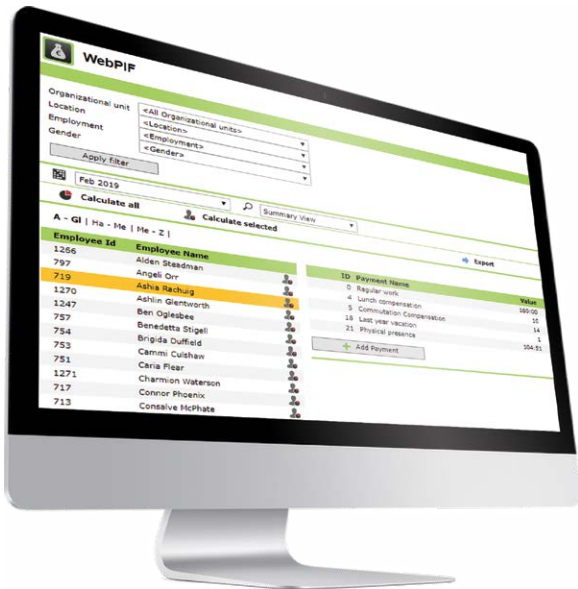 WebPIF
Organizational unit <All Organizational units>
Location <Location>
Employment <Employment>
Gender <Gender>
Apply filter
Feb 2019 Summary View
Calculate all Calculate selected Export
A - Gl | Ha - Me | Me - Z |
Employee Id Employee Name
1266 Alden Steadman
797 Angeli Orr
719 Ashia Rachuig
1270 Ashlin Glentworth
1247 Ben Oglesbee
757 Benedetta Stigell
754 Brigida Duffield
753 Cammi Culshaw
751 Caria Flear
1271 Charmion Waterson
717 Connor Phoenix
713 Consalve McPhate
ID Payment Name Value
0 Regular work 160:00
4 Lunch compensation 10
5 Commutation Compensation 14
16 Last year vacation 1
21 Physical presence 104:51
Add Payment